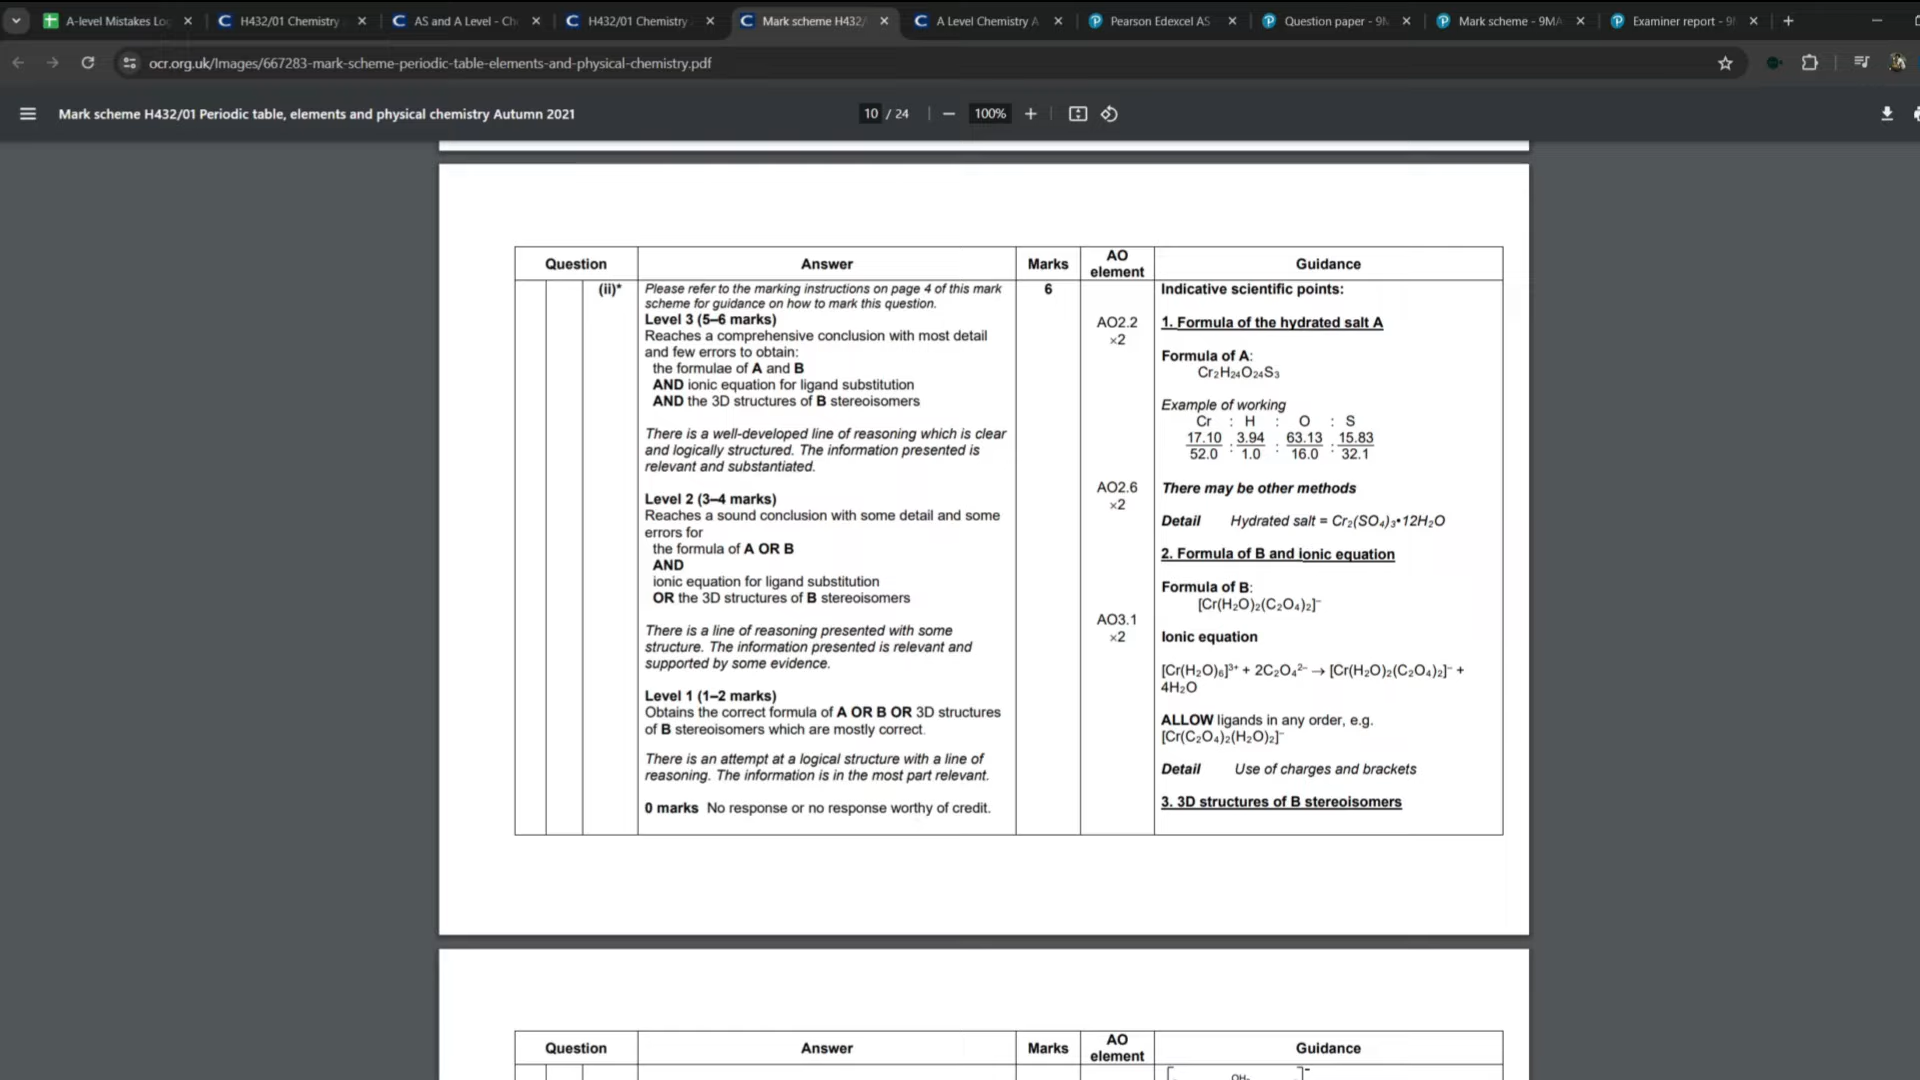 A-level Mistakes Lo
H432/01 Chemistry
AS and A Level - Ch
H432/01 Chemistry
Mark scheme H432/
A Level Chemistry A
Pearson Edexcel AS
Question paper - 9M
Mark scheme - 9MA
Examiner report - 9
ocr.org.uk/Images/667283-mark-scheme-periodic-table-elements-and-physical-chemistry.pdf
Mark scheme H432/01 Periodic table, elements and physical chemistry Autumn 2021
10 / 24
100%
Question Answer Marks AO element Guidance
(ii)*
Please refer to the marking instructions on page 4 of this mark
scheme for guidance on how to mark this question.
Level 3 (5–6 marks)
Reaches a comprehensive conclusion with most detail
and few errors to obtain:
the formulae of A and B
AND ionic equation for ligand substitution
AND the 3D structures of B stereoisomers
There is a well-developed line of reasoning which is clear
and logically structured. The information presented is
relevant and substantiated.
Level 2 (3–4 marks)
Reaches a sound conclusion with some detail and some
errors for
the formula of A OR B
AND
ionic equation for ligand substitution
OR the 3D structures of B stereoisomers
There is a line of reasoning presented with some
structure. The information presented is relevant and
supported by some evidence.
Level 1 (1–2 marks)
Obtains the correct formula of A OR B OR 3D structures
of B stereoisomers which are mostly correct.
There is an attempt at a logical structure with a line of
reasoning. The information is in the most part relevant.
0 marks No response or no response worthy of credit.
6
AO2.2
×2
AO2.6
×2
AO3.1
×2
Indicative scientific points:
1. Formula of the hydrated salt A
Formula of A:
Cr₂H₂₄O₂₄S₃
Example of working
Cr : H : O : S
17.10 : 3.94 : 63.13 : 15.83
52.0 1.0 16.0 32.1
There may be other methods
Detail Hydrated salt = Cr₂(SO₄)₃•12H₂O
2. Formula of B and ionic equation
Formula of B:
[Cr(H₂O)₂(C₂O₄)₂]⁻
Ionic equation
[Cr(H₂O)₆]³⁺ + 2C₂O₄²⁻ → [Cr(H₂O)₂(C₂O₄)₂]⁻ +
4H₂O
ALLOW ligands in any order, e.g.
[Cr(C₂O₄)₂(H₂O)₂]⁻
Detail Use of charges and brackets
3. 3D structures of B stereoisomers
Question Answer Marks AO element Guidance